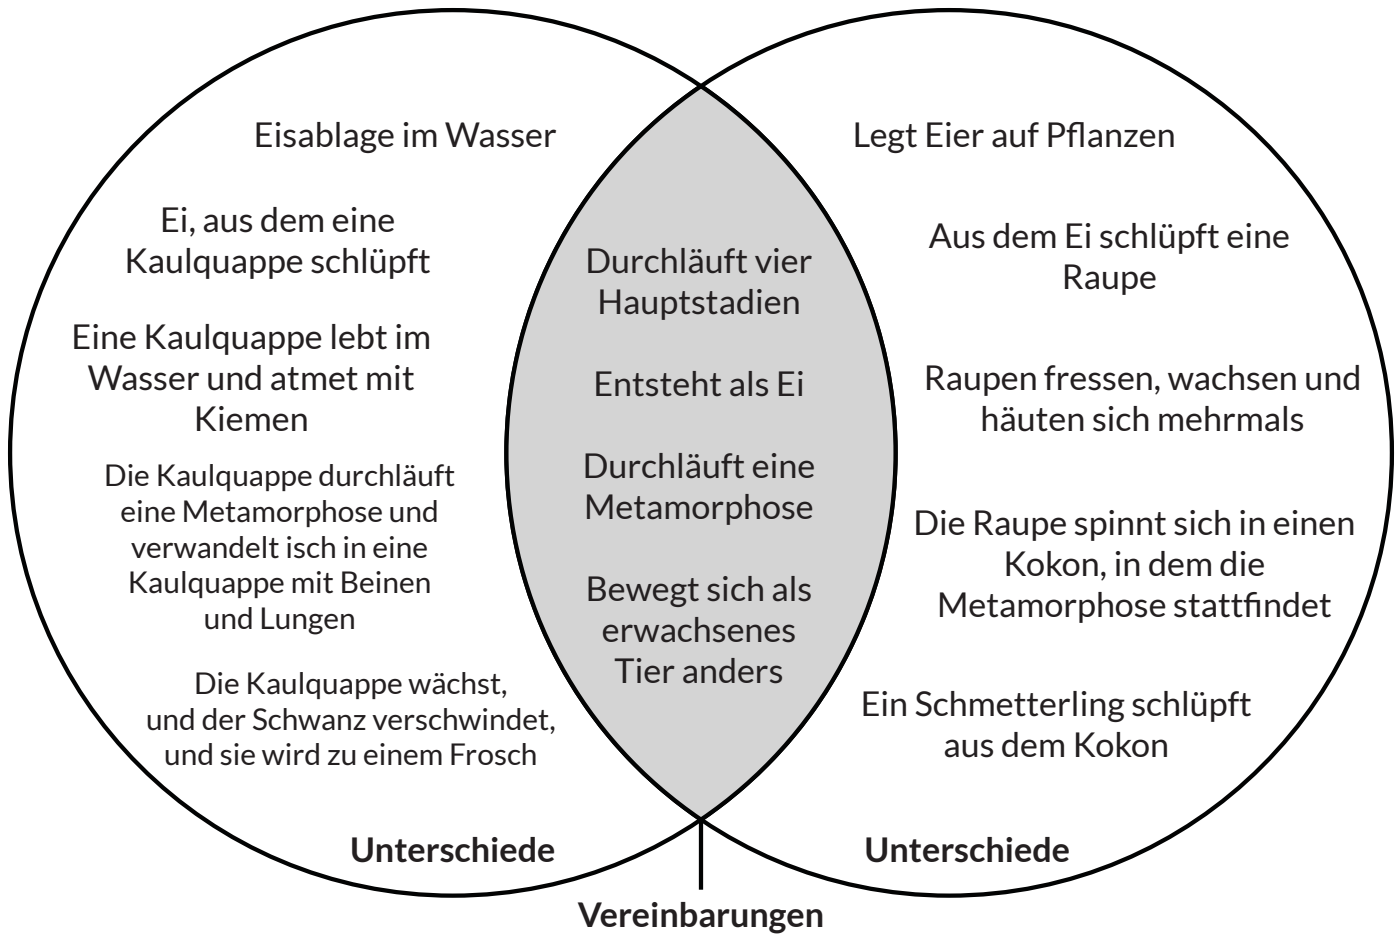 Eisablage im Wasser
Ei, aus dem eine
Kaulquappe schlüpft
Eine Kaulquappe lebt im
Wasser und atmet mit
Kiemen
Die Kaulquappe durchläuft
eine Metamorphose und
verwandelt isch in eine
Kaulquappe mit Beinen
und Lungen
Die Kaulquappe wächst,
und der Schwanz verschwindet,
und sie wird zu einem Frosch
Unterschiede
Durchläuft vier
Hauptstadien
Entsteht als Ei
Durchläuft eine
Metamorphose
Bewegt sich als
erwachsenes
Tier anders
Vereinbarungen
Legt Eier auf Pflanzen
Aus dem Ei schlüpft eine
Raupe
Raupen fressen, wachsen und
häuten sich mehrmals
Die Raupe spinnt sich in einen
Kokon, in dem die
Metamorphose stattfindet
Ein Schmetterling schlüpft
aus dem Kokon
Unterschiede